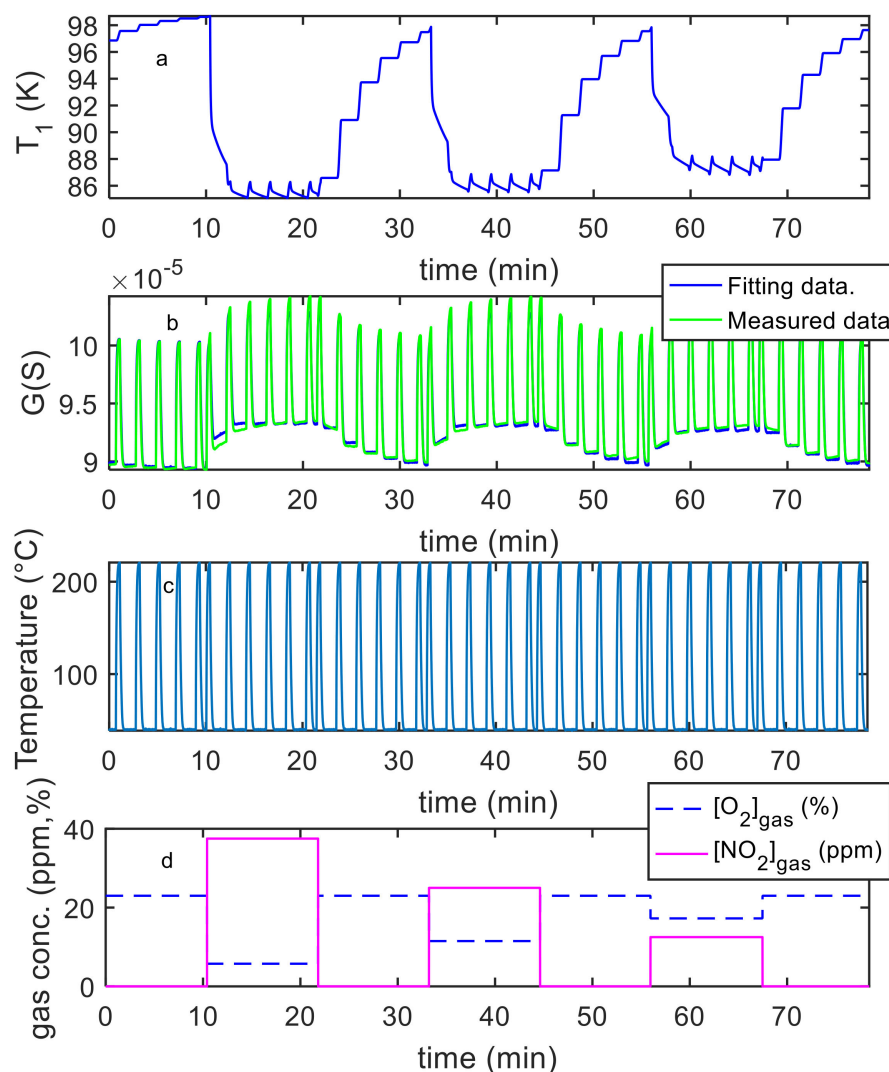 98
96
94
92
90
88
86
T₁ (K)
a
0 10 20 30 40 50 60 70
time (min)
× 10⁻⁵
Fitting data.
Measured data
b
10
9.5
9
G(S)
0 10 20 30 40 50 60 70
time (min)
Temperature (°C)
c
200
100
0 10 20 30 40 50 60 70
time (min)
[O₂]gas (%)
[NO₂]gas (ppm)
gas conc. (ppm,%)
d
40
20
0
0 10 20 30 40 50 60 70
time (min)